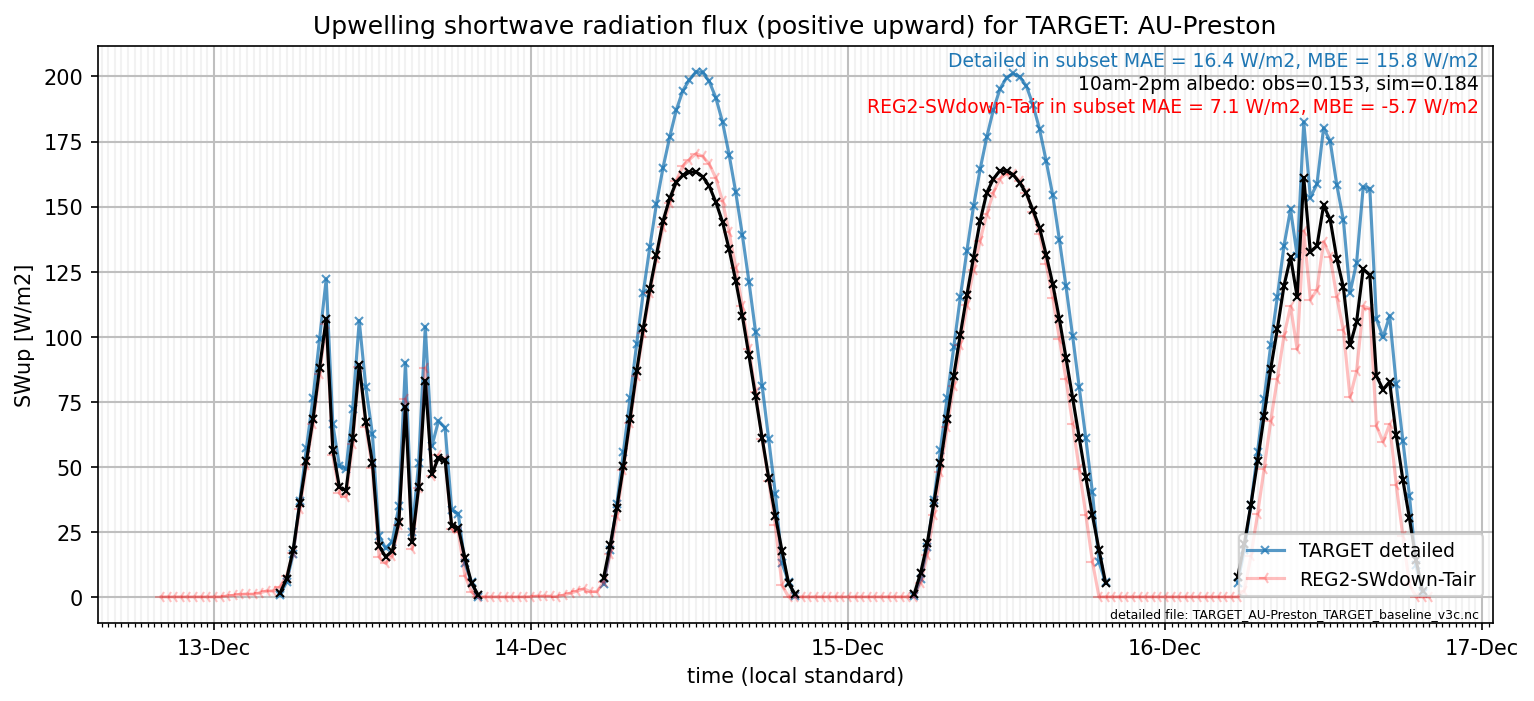 Upwelling shortwave radiation flux (positive upward) for TARGET: AU-Preston
Detailed in subset MAE = 16.4 W/m2, MBE = 15.8 W/m2
10am-2pm albedo: obs=0.153, sim=0.184
REG2-SWdown-Tair in subset MAE = 7.1 W/m2, MBE = -5.7 W/m2
SWup [W/m2]
200
175
150
125
100
75
50
25
0
TARGET detailed
REG2-SWdown-Tair
detailed file: TARGET_AU-Preston_TARGET_baseline_v3c.nc
13-Dec
14-Dec
15-Dec
16-Dec
17-Dec
time (local standard)